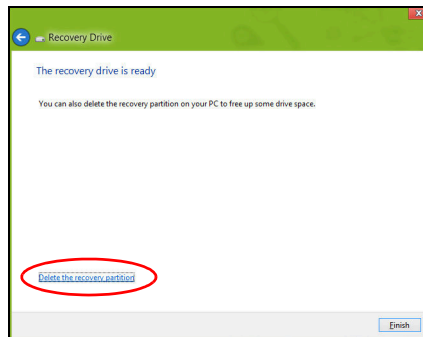 Recovery Drive
The recovery drive is ready
You can also delete the recovery partition on your PC to free up some drive space.
Delete the recovery partition
Finish